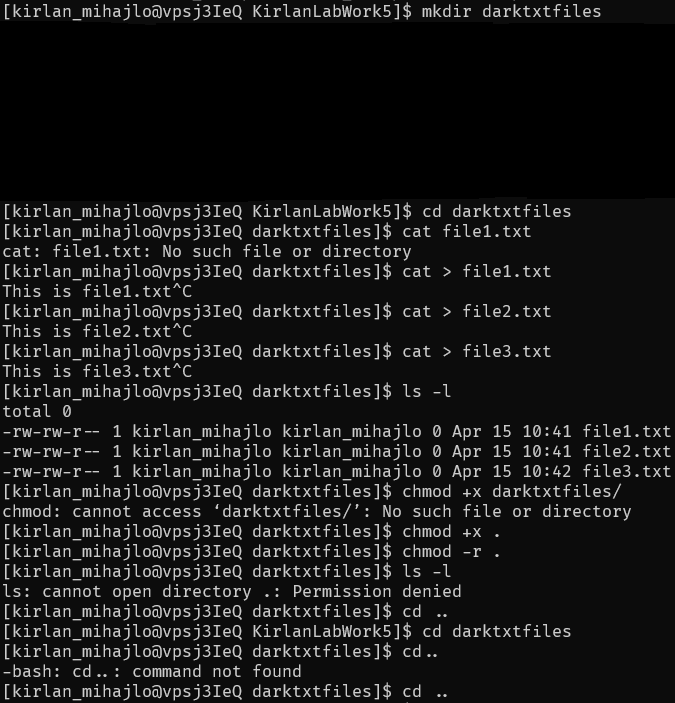 [kirlan_mihajlo@vpsj3IeQ KirlanLabWork5]$ mkdir darktxtfiles
[kirlan_mihajlo@vpsj3IeQ KirlanLabWork5]$ cd darktxtfiles
[kirlan_mihajlo@vpsj3IeQ darktxtfiles]$ cat file1.txt
cat: file1.txt: No such file or directory
[kirlan_mihajlo@vpsj3IeQ darktxtfiles]$ cat > file1.txt
This is file1.txt^C
[kirlan_mihajlo@vpsj3IeQ darktxtfiles]$ cat > file2.txt
This is file2.txt^C
[kirlan_mihajlo@vpsj3IeQ darktxtfiles]$ cat > file3.txt
This is file3.txt^C
[kirlan_mihajlo@vpsj3IeQ darktxtfiles]$ ls -l
total 0
-rw-rw-r-- 1 kirlan_mihajlo kirlan_mihajlo 0 Apr 15 10:41 file1.txt
-rw-rw-r-- 1 kirlan_mihajlo kirlan_mihajlo 0 Apr 15 10:41 file2.txt
-rw-rw-r-- 1 kirlan_mihajlo kirlan_mihajlo 0 Apr 15 10:42 file3.txt
[kirlan_mihajlo@vpsj3IeQ darktxtfiles]$ chmod +x darktxtfiles/
chmod: cannot access ‘darktxtfiles/’: No such file or directory
[kirlan_mihajlo@vpsj3IeQ darktxtfiles]$ chmod +x .
[kirlan_mihajlo@vpsj3IeQ darktxtfiles]$ chmod -r .
[kirlan_mihajlo@vpsj3IeQ darktxtfiles]$ ls -l
ls: cannot open directory .: Permission denied
[kirlan_mihajlo@vpsj3IeQ darktxtfiles]$ cd ..
[kirlan_mihajlo@vpsj3IeQ KirlanLabWork5]$ cd darktxtfiles
[kirlan_mihajlo@vpsj3IeQ darktxtfiles]$ cd..
-bash: cd..: command not found
[kirlan_mihajlo@vpsj3IeQ darktxtfiles]$ cd ..